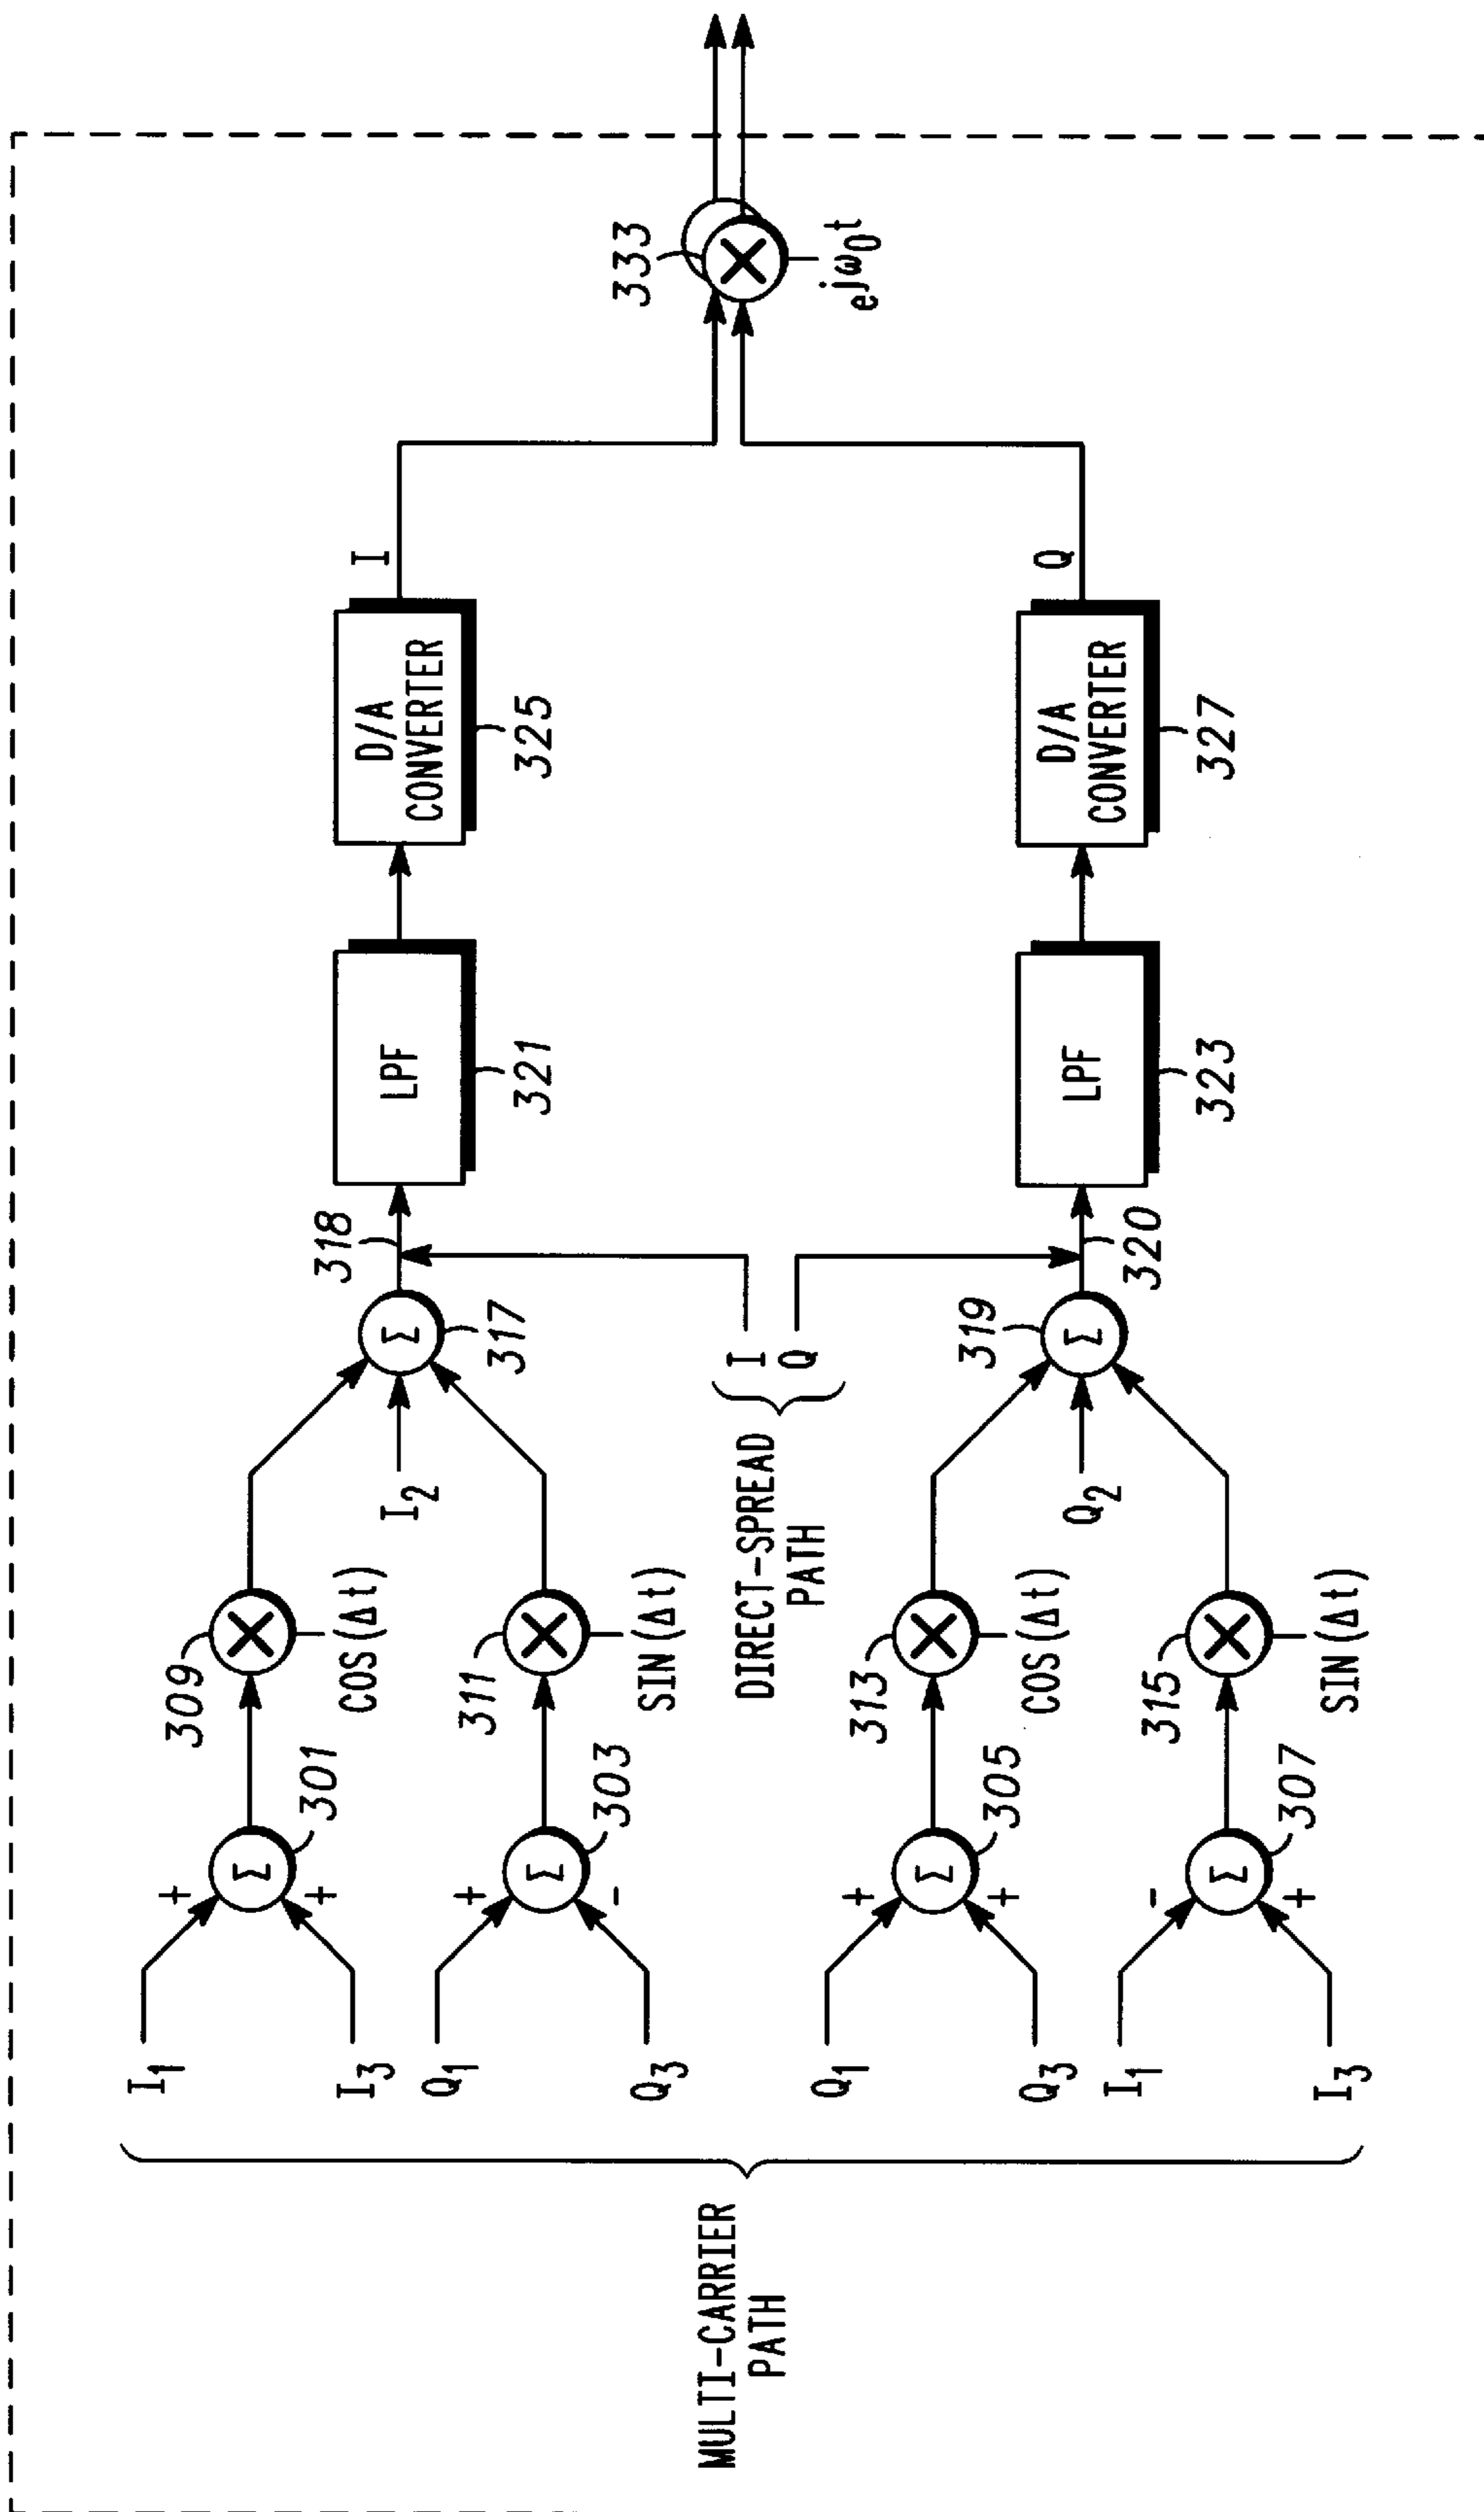 MULTI-CARRIER
PATH
I1
I3
Q1
Q3
Q1
Q3
I1
I3
+
+
+
-
+
+
-
+
Σ
Σ
Σ
Σ
301
303
305
307
309
311
313
315
COS(Δt)
SIN(Δt)
COS(Δt)
SIN(Δt)
I2
Q2
DIRECT-SPREAD
PATH
I
Q
Σ
317
318
Σ
319
320
LPF
321
LPF
323
D/A
CONVERTER
325
D/A
CONVERTER
327
I
Q
333
e^jω0t